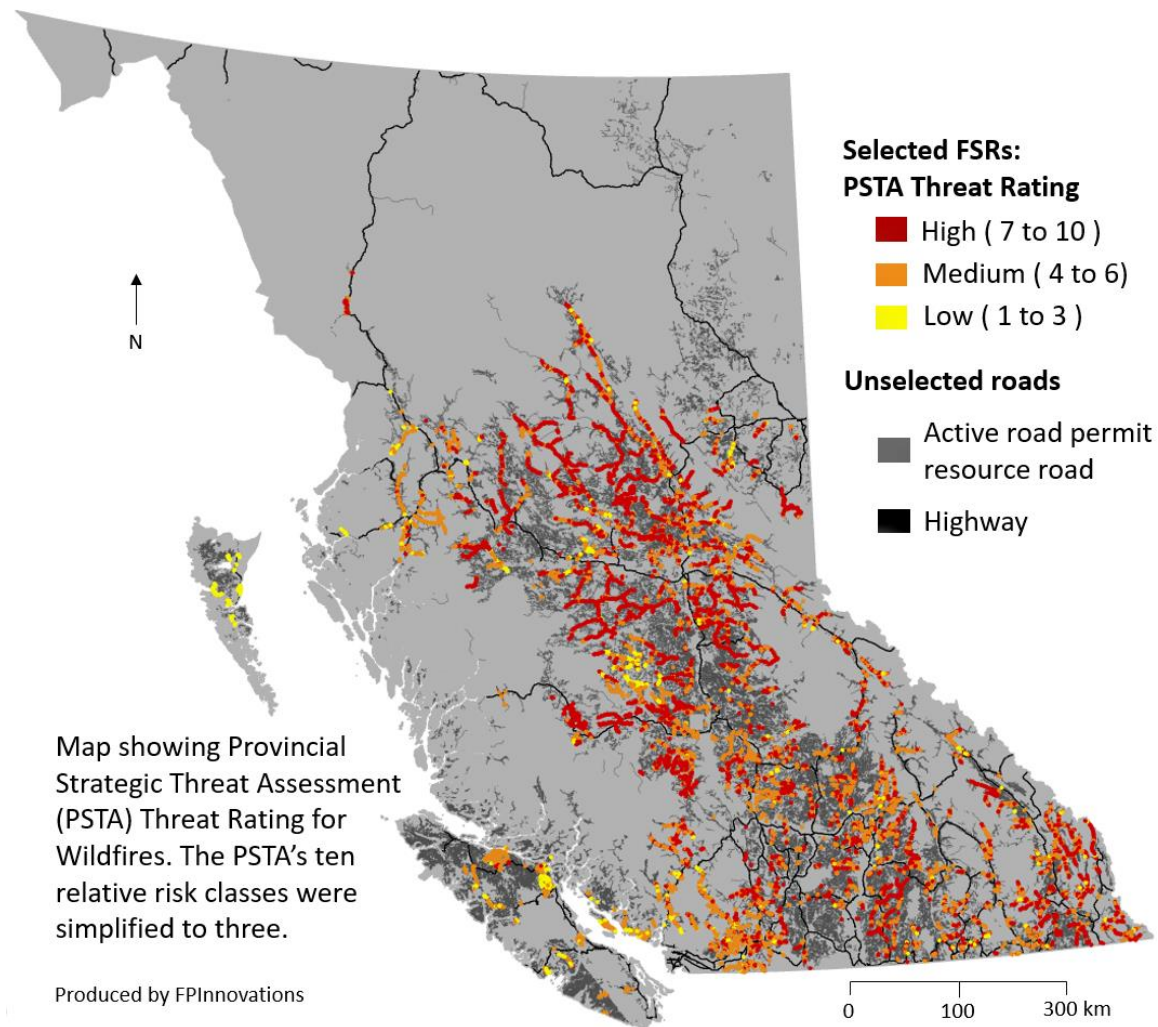 Selected FSRs:
PSTA Threat Rating
High ( 7 to 10 )
Medium ( 4 to 6)
Low ( 1 to 3 )
Unselected roads
Active road permit
resource road
Highway
N
Map showing Provincial
Strategic Threat Assessment
(PSTA) Threat Rating for
Wildfires. The PSTA’s ten
relative risk classes were
simplified to three.
Produced by FPInnovations
0 100 300 km